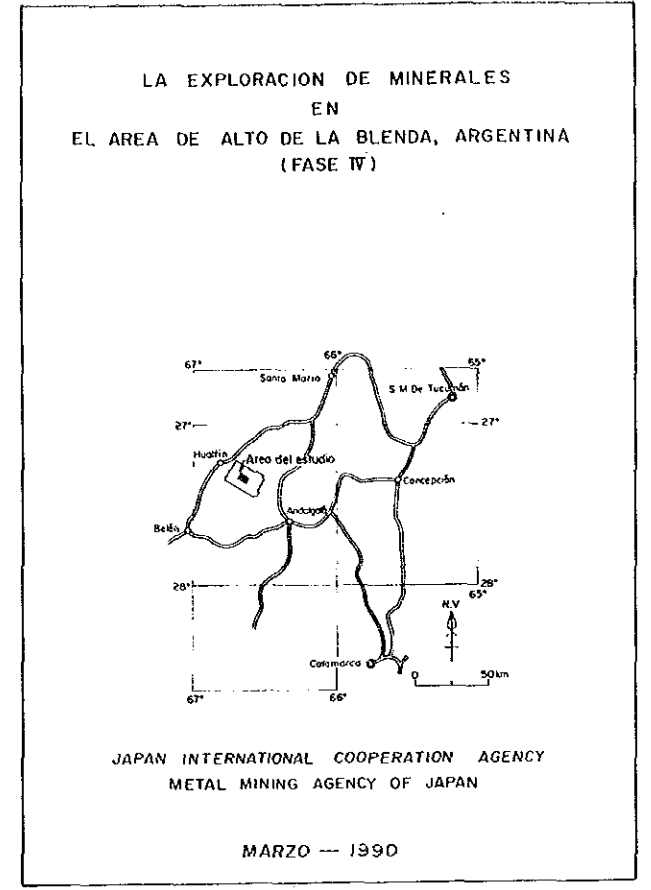 LA EXPLORACION DE MINERALES
EN
EL AREA DE ALTO DE LA BLENDA, ARGENTINA
(FASE IV)
67°
66°
65°
Santa Maria
S M De Tucumán
27°
27°
Hualfin
Area del estudio
Concepción
Andalgalá
Belén
28°
28°
65°
N.V
Catamarca
0 50km
67°
66°
JAPAN INTERNATIONAL COOPERATION AGENCY
METAL MINING AGENCY OF JAPAN
MARZO — 1990